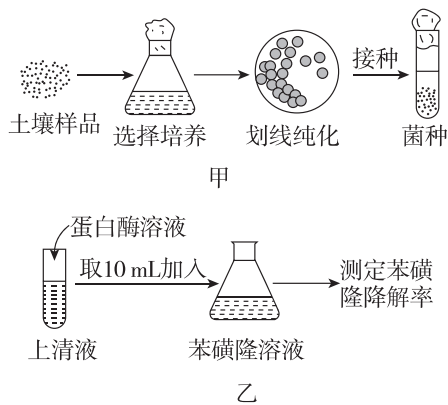 接种
土壤样品
选择培养
划线纯化
菌种
甲
蛋白酶溶液
取10 mL加入
测定苯磺
隆降解率
上清液
苯磺隆溶液
乙